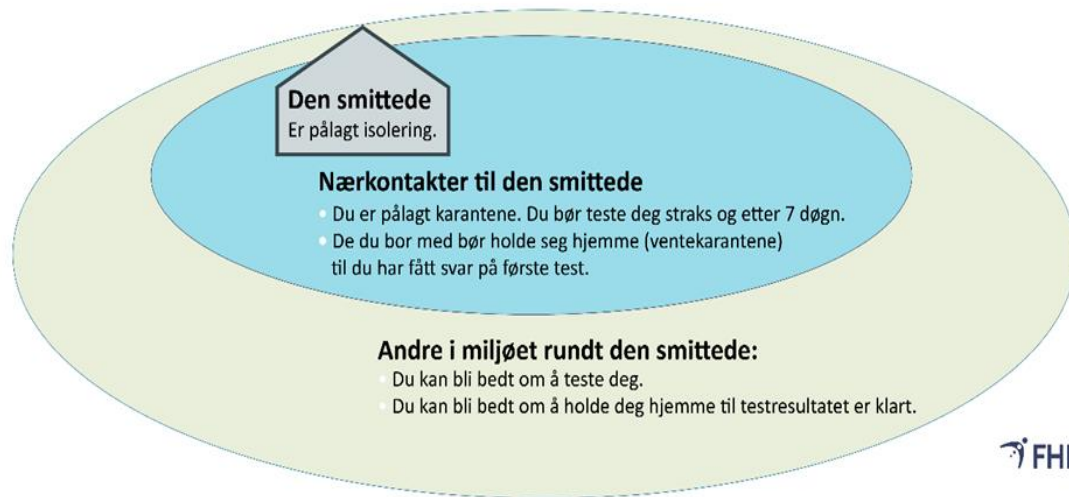 Den smittede
Er pålagt isolering.
Nærkontakter til den smittede
• Du er pålagt karantene. Du bør teste deg straks og etter 7 døgn.
• De du bor med bør holde seg hjemme (ventekarantene)
til du har fått svar på første test.
Andre i miljøet rundt den smittede:
• Du kan bli bedt om å teste deg.
• Du kan bli bedt om å holde deg hjemme til testresultatet er klart.
FHI